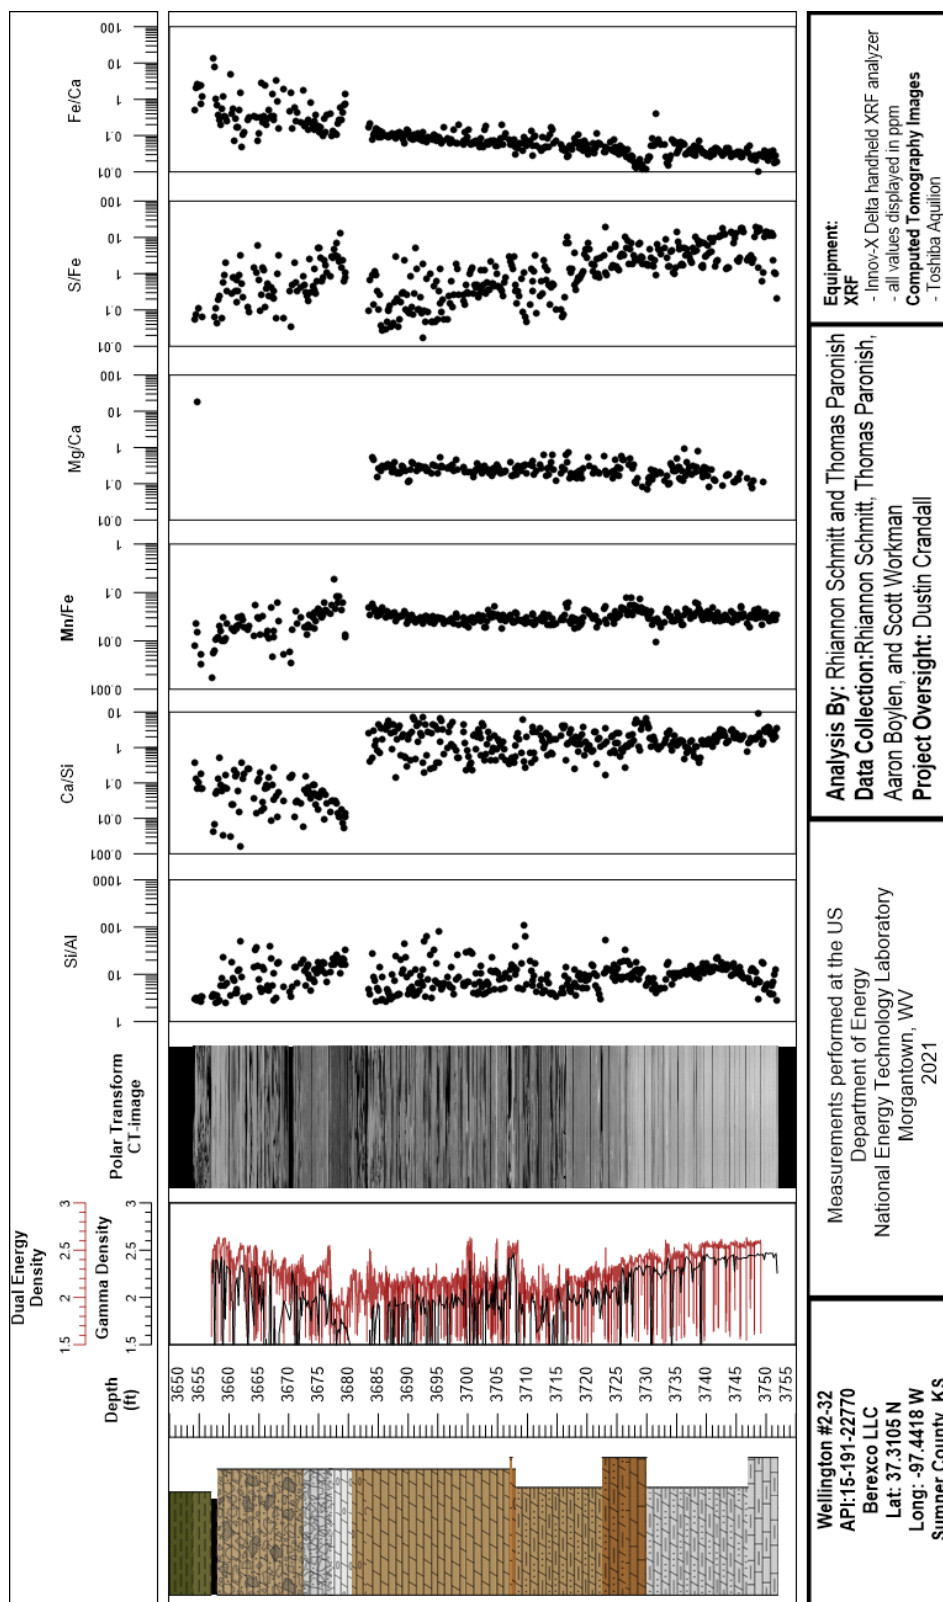 Dual Energy
Density
1.5 2 2.5 3
Depth
(ft)
Gamma Density
1.5 2 2.5 3
Polar Transform
CT-image
Si/Al
1 10 100 1000
Ca/Si
0.001 0.01 0.1 1 10
Mn/Fe
0.001 0.01 0.1 1
Mg/Ca
0.01 0.1 1 10 100
S/Fe
0.01 0.1 1 10 100
Fe/Ca
0.01 0.1 1 10 100
3650
3655
3660
3665
3670
3675
3680
3685
3690
3695
3700
3705
3710
3715
3720
3725
3730
3735
3740
3745
3750
3755
Wellington #2-32
API:15-191-22770
Berexco LLC
Lat: 37.3105 N
Long: -97.4418 W
Sumner County, KS
Measurements performed at the US
Department of Energy
National Energy Technology Laboratory
Morgantown, WV
2021
Analysis By: Rhiannon Schmitt and Thomas Paronish
Data Collection:Rhiannon Schmitt, Thomas Paronish,
Aaron Boylen, and Scott Workman
Project Oversight: Dustin Crandall
Equipment:
XRF
- Innov-X Delta handheld XRF analyzer
- all values displayed in ppm
Computed Tomography Images
- Toshiba Aquilion